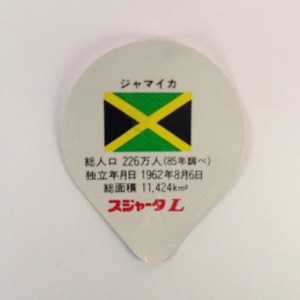 ジャマイカ
総人口 226万人(85年調べ)
独立年月日 1962年8月6日
総面積 11,424km²
スジャータ L